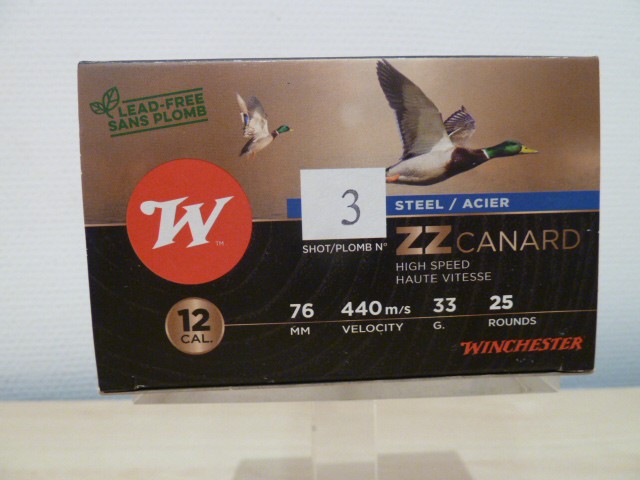 LEAD-FREE
SANS PLOMB
W
TM
3
STEEL / ACIER
SHOT/PLOMB N°
ZZ CANARD
HIGH SPEED
HAUTE VITESSE
12
CAL.
76
MM
440 m/s
VELOCITY
33
G.
25
ROUNDS
WINCHESTER